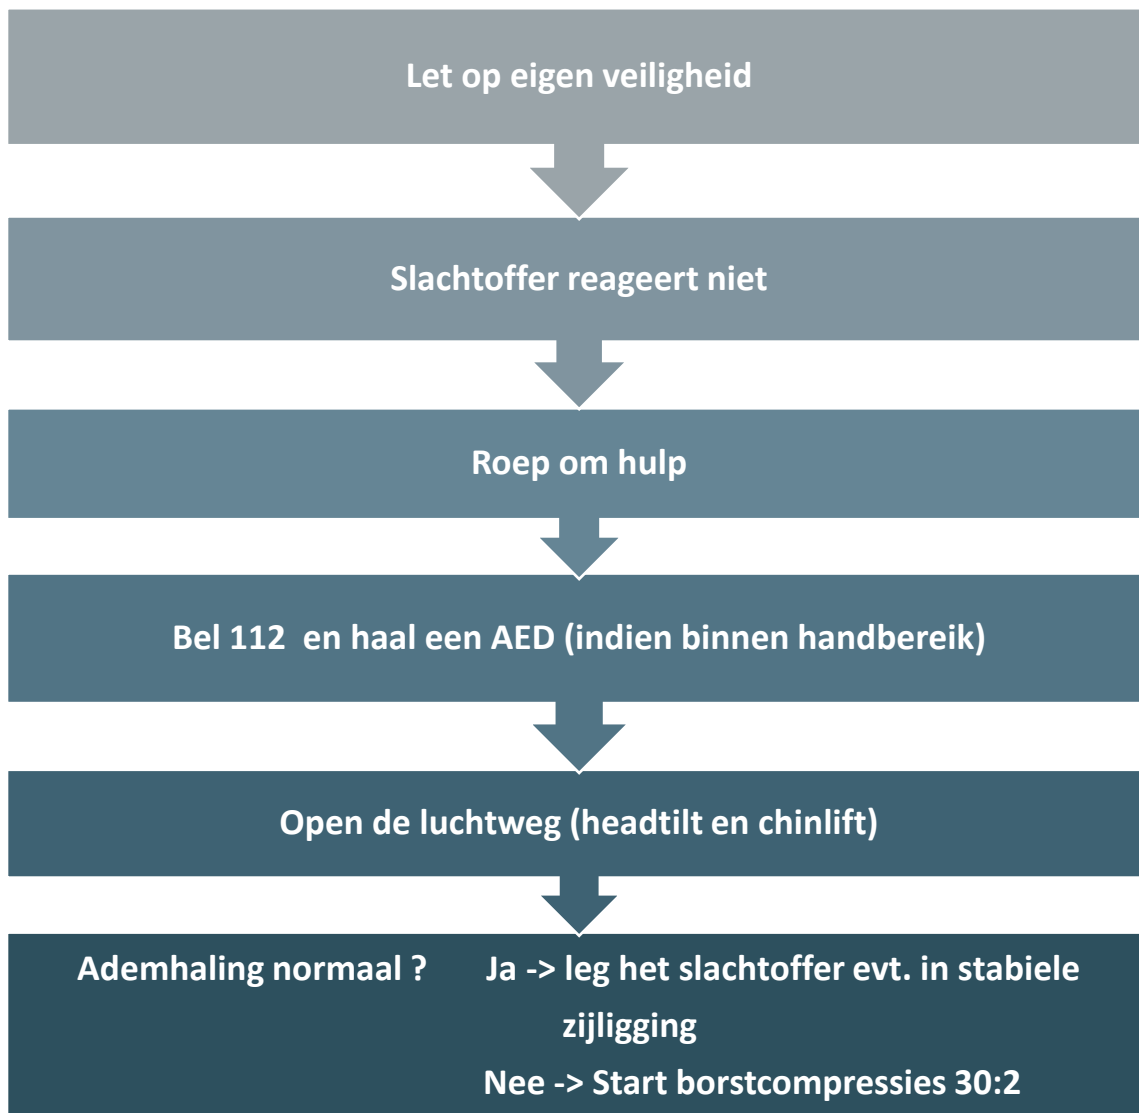 Let op eigen veiligheid
Slachtoffer reageert niet
Roep om hulp
Bel 112  en haal een AED (indien binnen handbereik)
Open de luchtweg (headtilt en chinlift)
Ademhaling normaal ? Ja -> leg het slachtoffer evt. in stabiele
zijligging
Nee -> Start borstcompressies 30:2